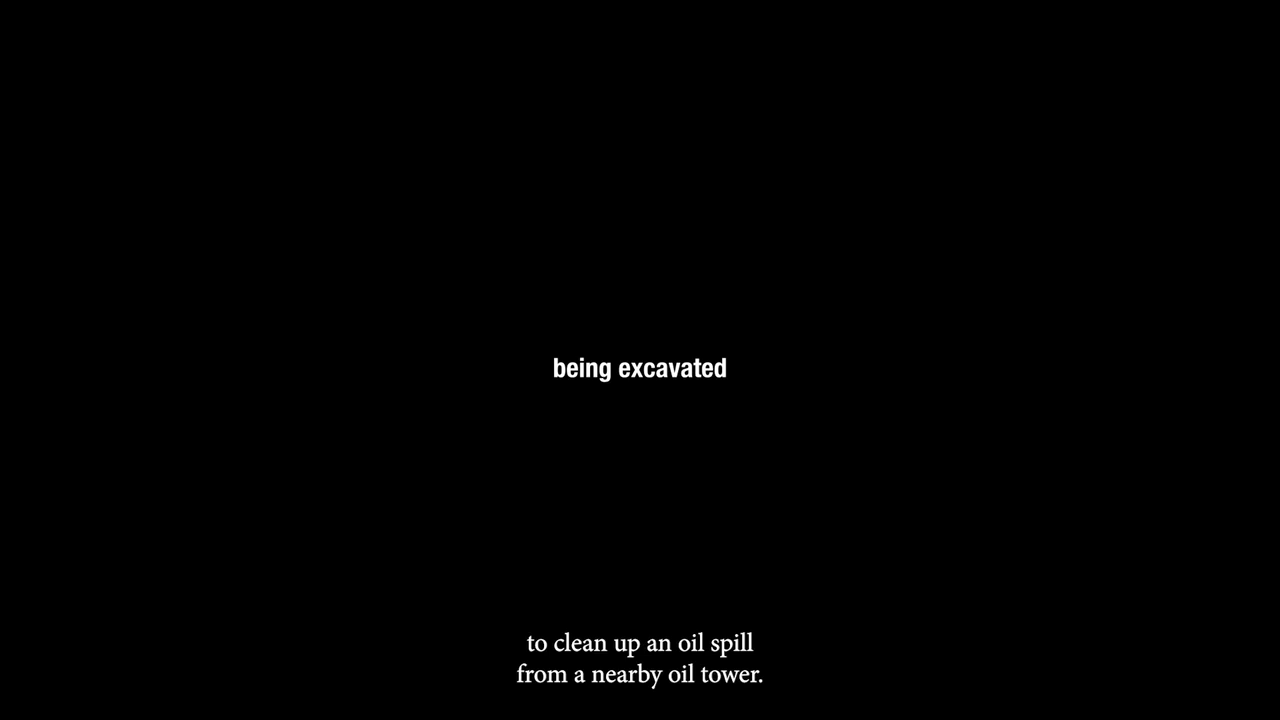 being excavated
to clean up an oil spill
from a nearby oil tower.